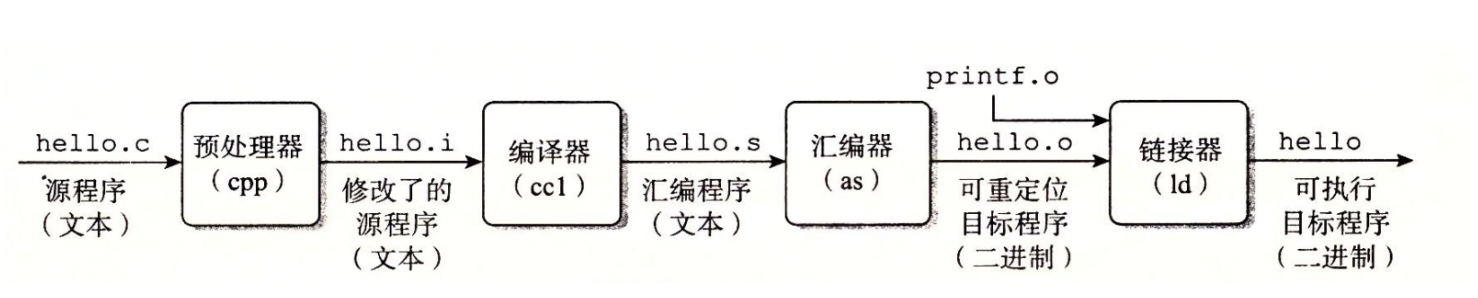 printf.o
hello.c
预处理器
(cpp)
hello.i
编译器
(cc1)
hello.s
汇编器
(as)
hello.o
链接器
(ld)
hello
源程序
(文本)
修改了的
源程序
(文本)
汇编程序
(文本)
可重定位
目标程序
(二进制)
可执行
目标程序
(二进制)